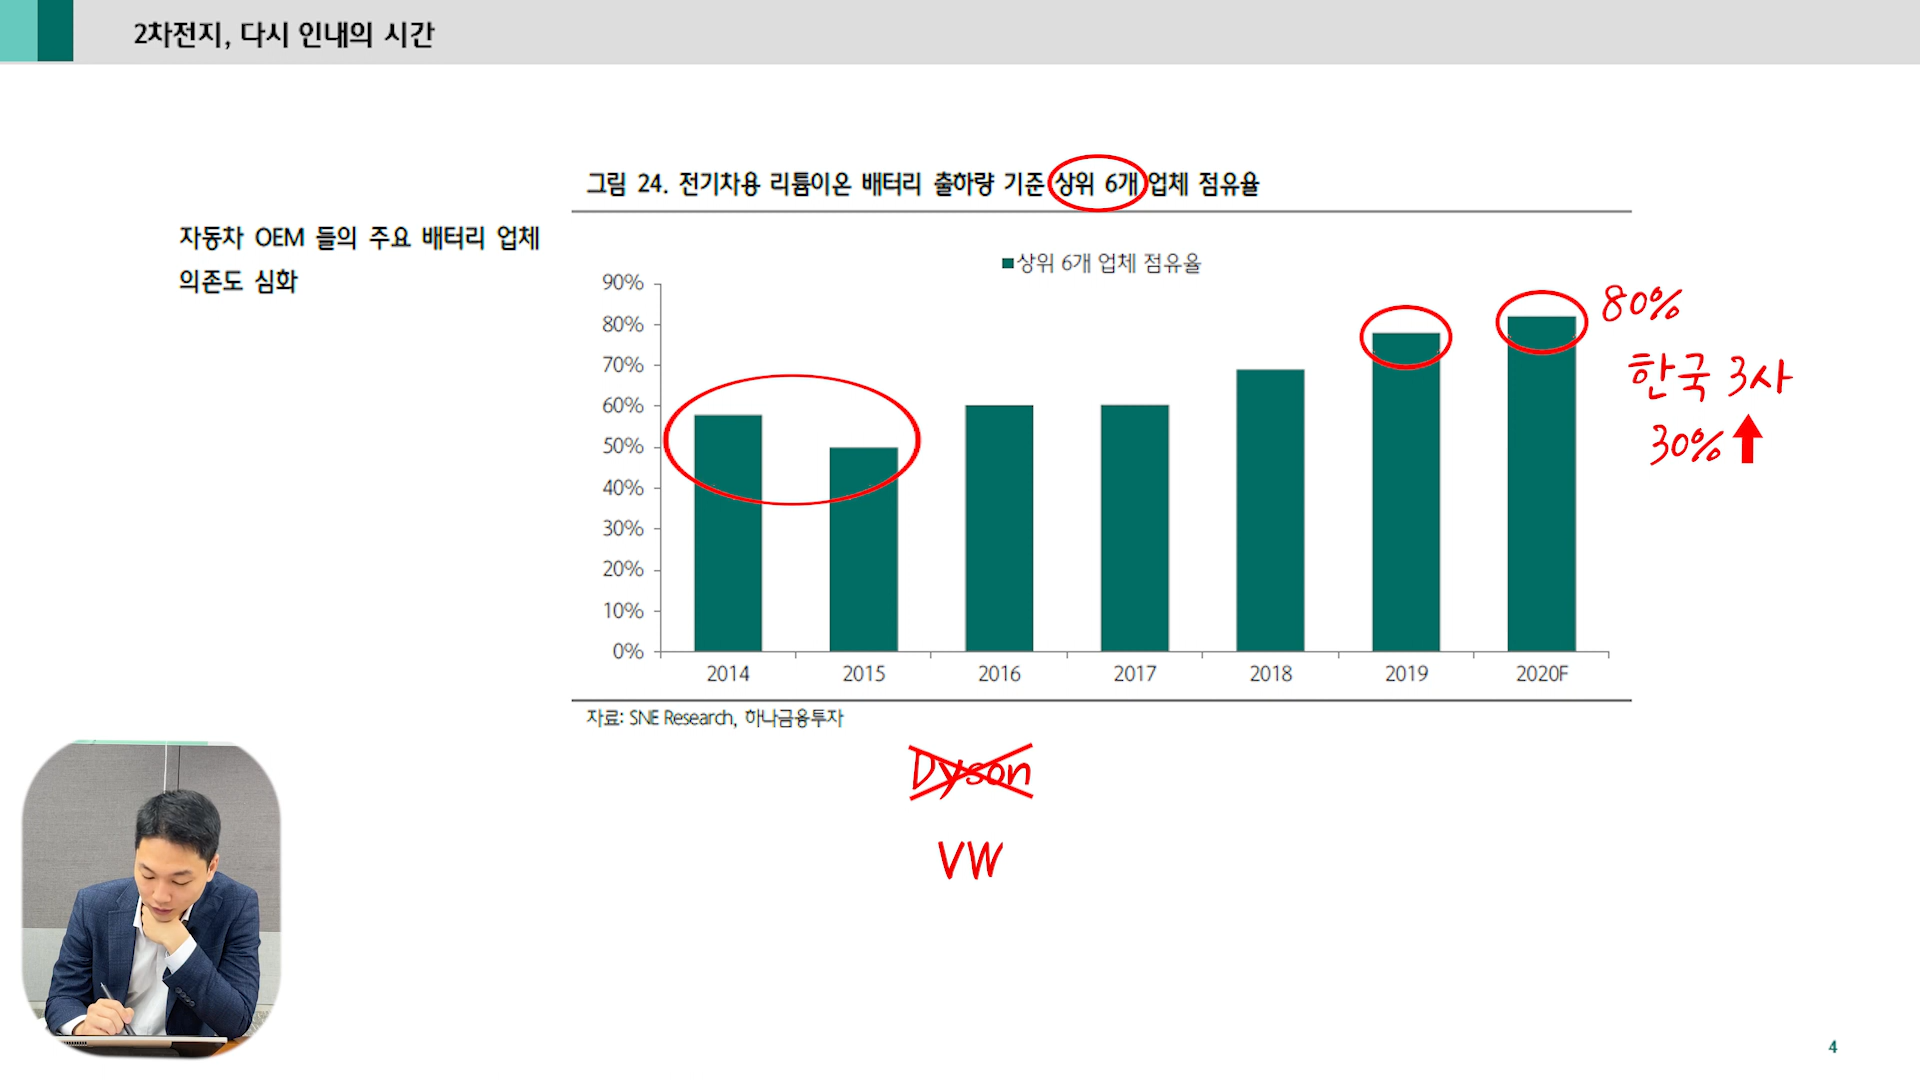 2차전지, 다시 인내의 시간
그림 24. 전기차용 리튬이온 배터리 출하량 기준 상위 6개 업체 점유율
자동차 OEM 들의 주요 배터리 업체
의존도 심화
상위 6개 업체 점유율
90%
80%
70%
60%
50%
40%
30%
20%
10%
0%
2014 2015 2016 2017 2018 2019 2020F
80%
한국 3사
30%
자료: SNE Research, 하나금융투자
Dyson
VW
4